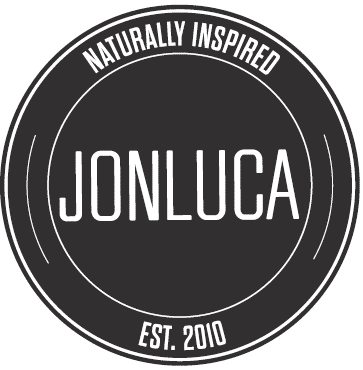 NATURALLY INSPIRED
JONLUCA
EST. 2010